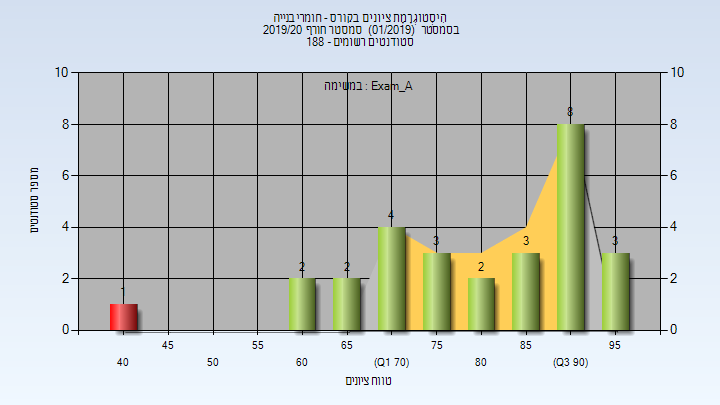 היסטוגרמת ציונים בקורס - חומרי בנייה
בסמסטר (01/2019) סמסטר חורף 2019/20
סטודנטים רשומים - 188
במשימה : Exam_A
10 10
8 8
6 6
4 4
2 2
0 0
1 2 2 4 3 2 3 8 3
מספר סטודנטים
45 55 65 75 85 95
40 50 60 (Q1 70) 80 (Q3 90)
טווח ציונים